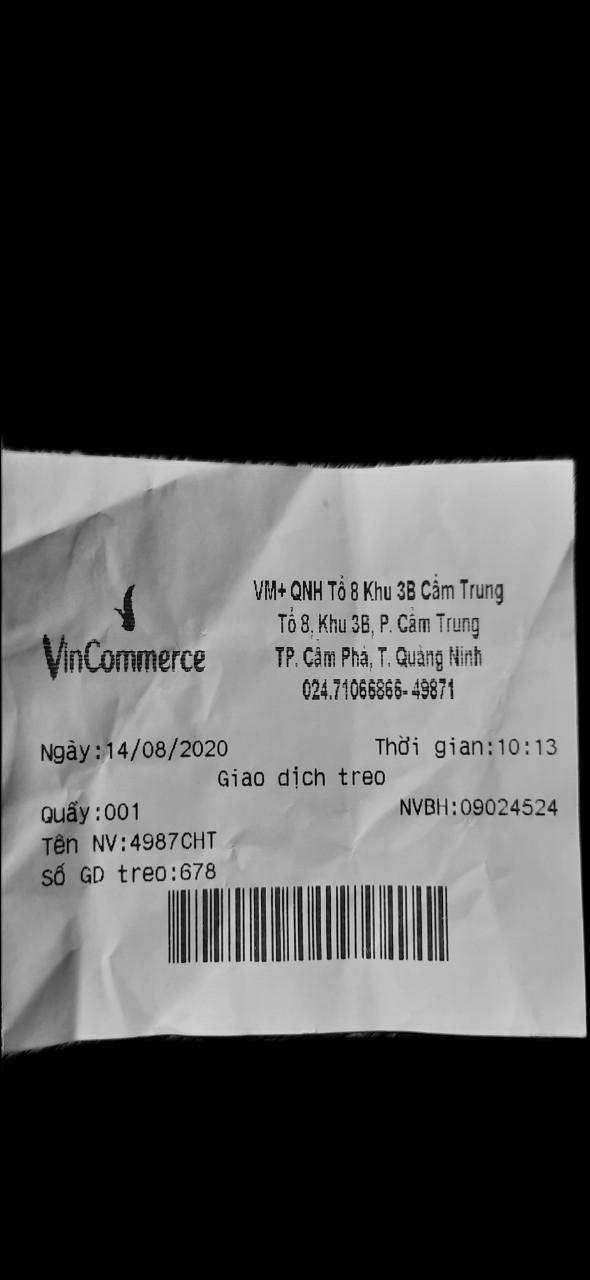 VinCommerce
VM+ QNH Tổ 8 Khu 3B Cẩm Trung
Tổ 8, Khu 3B, P. Cẩm Trung
TP. Cẩm Phả, T. Quảng Ninh
024.71066866-49871
Ngày:14/08/2020 Thời gian:10:13
Giao dịch treo
Quầy:001 NVBH:09024524
Tên NV:4987CHT
Số GD treo:678